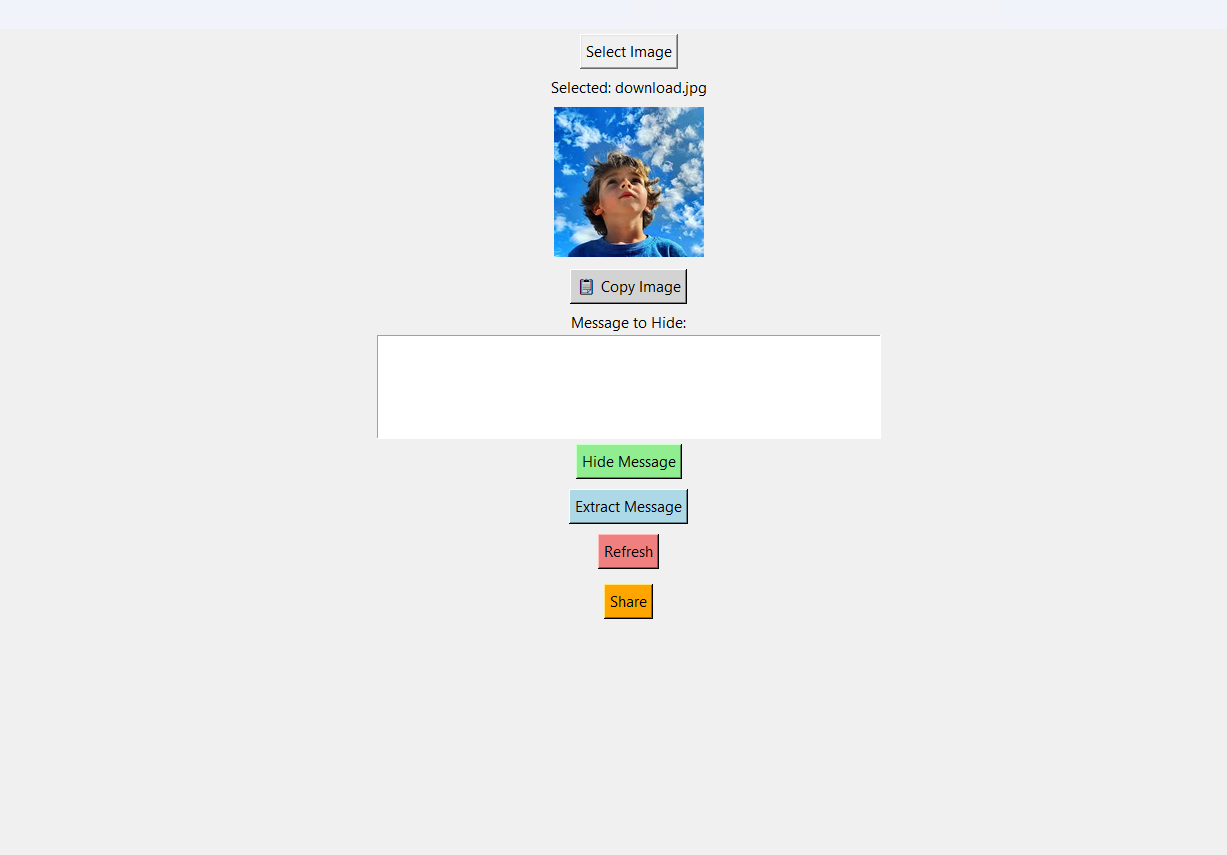 Select Image
Selected: download.jpg
Copy Image
Message to Hide:
Hide Message
Extract Message
Refresh
Share